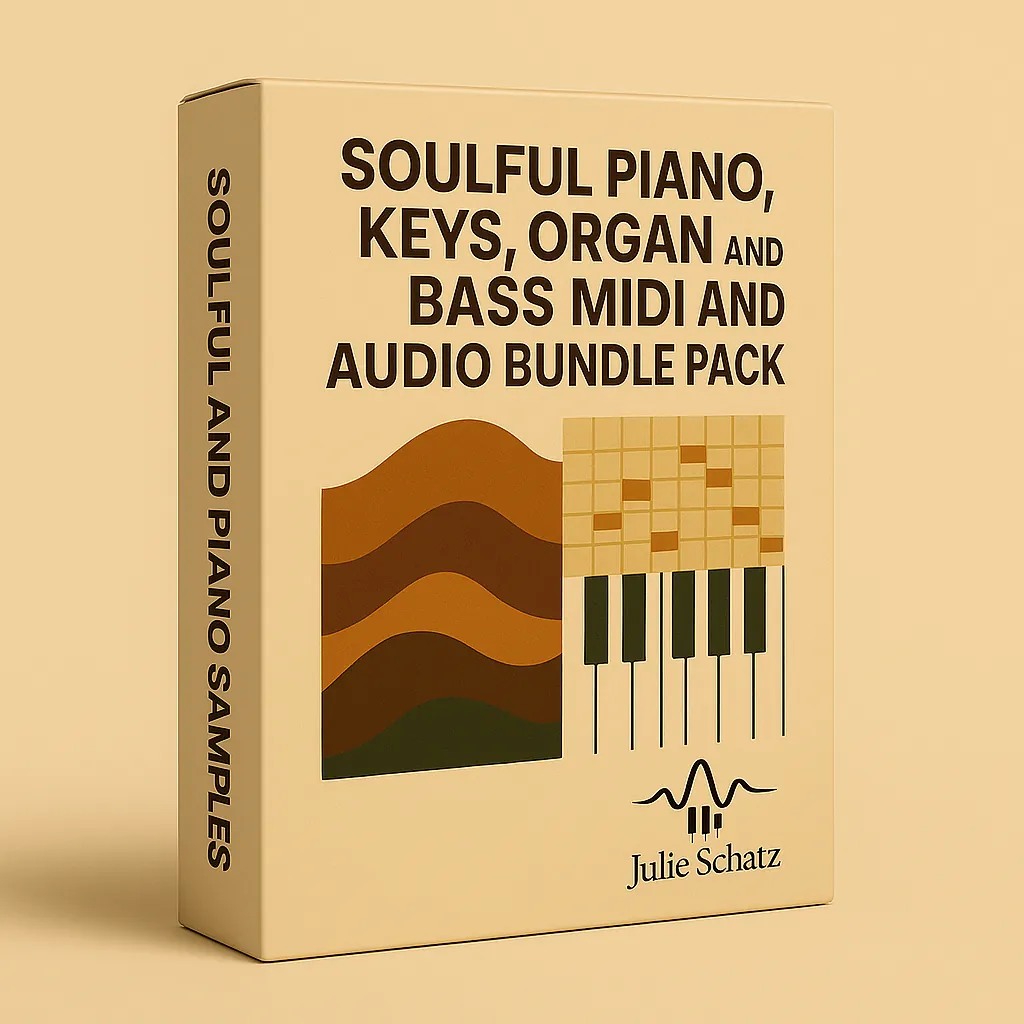 SOULFUL PIANO,
KEYS, ORGAN AND
BASS MIDI AND
AUDIO BUNDLE PACK
Julie Schatz
SOULFUL AND PIANO SAMPLES